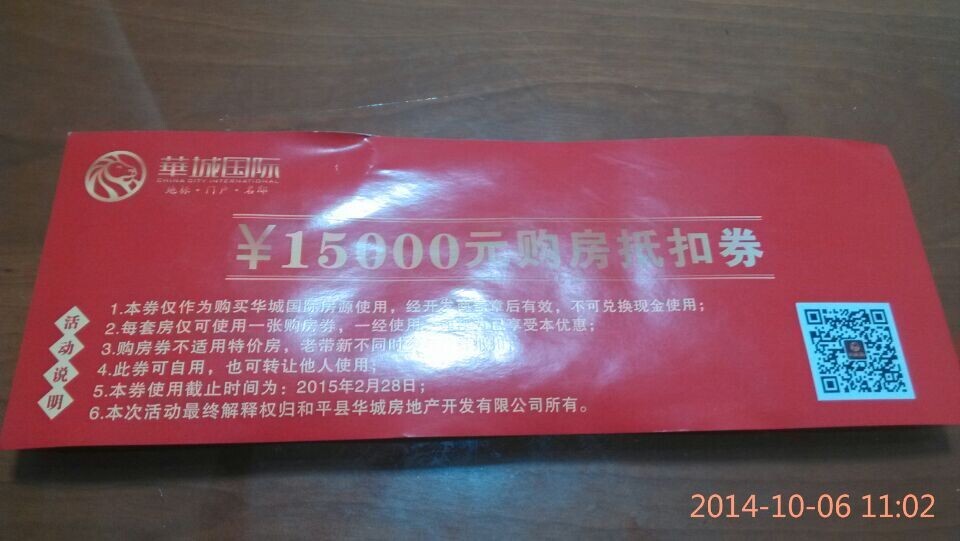 華城国际
CHINA CITY INTERNATIONAL
地标·门户·名邸
¥15000元购房抵扣券
活动说明
1.本券仅作为购买华城国际房源使用，经开发商盖章后有效，不可兑换现金使用；
2.每套房仅可使用一张购房券，一经使用 享受本优惠；
3.购房券不适用特价房，老带新不同时
4.此券可自用，也可转让他人使用；
5.本券使用截止时间为：2015年2月28日；
6.本次活动最终解释权归和平县华城房地产开发有限公司所有。
2014-10-06 11:02